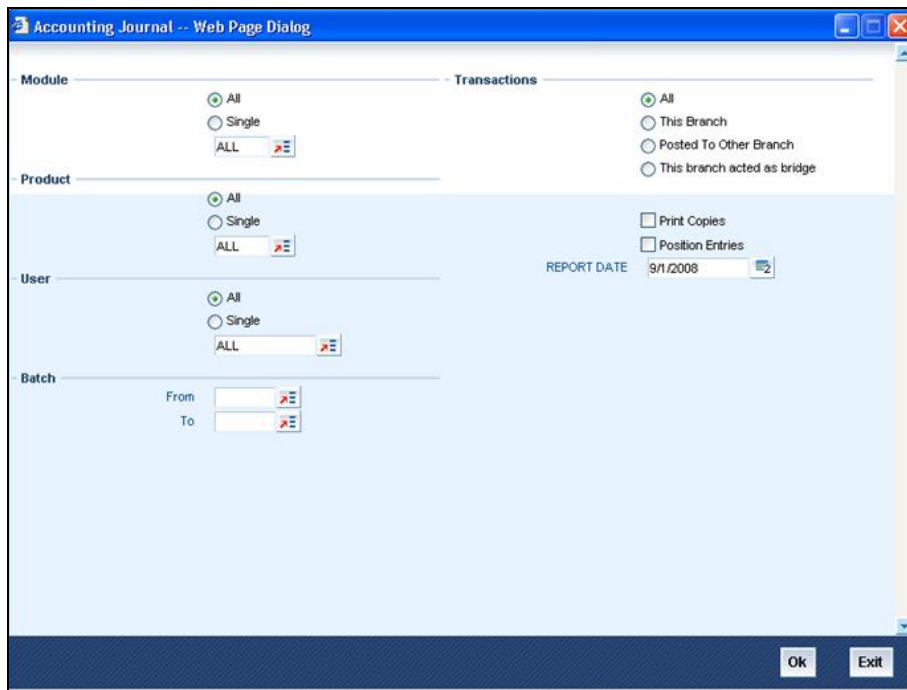 Accounting Journal -- Web Page Dialog
Module
All
Single
ALL
Product
All
Single
ALL
User
All
Single
ALL
Batch
From
To
Transactions
All
This Branch
Posted To Other Branch
This branch acted as bridge
Print Copies
Position Entries
REPORT DATE 9/1/2008
Ok Exit